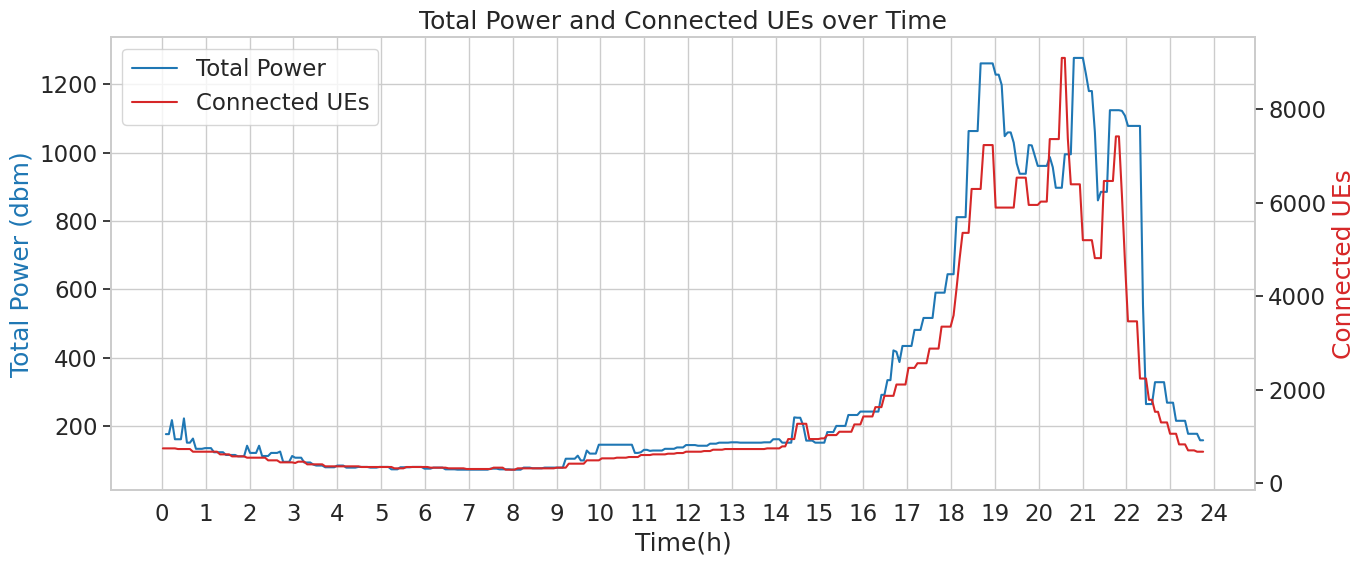 Total Power and Connected UEs over Time
Total Power
Connected UEs
Total Power (dbm)
1200
1000
800
600
400
200
8000
6000
4000
2000
0
Connected UEs
0 1 2 3 4 5 6 7 8 9 10 11 12 13 14 15 16 17 18 19 20 21 22 23 24
Time(h)